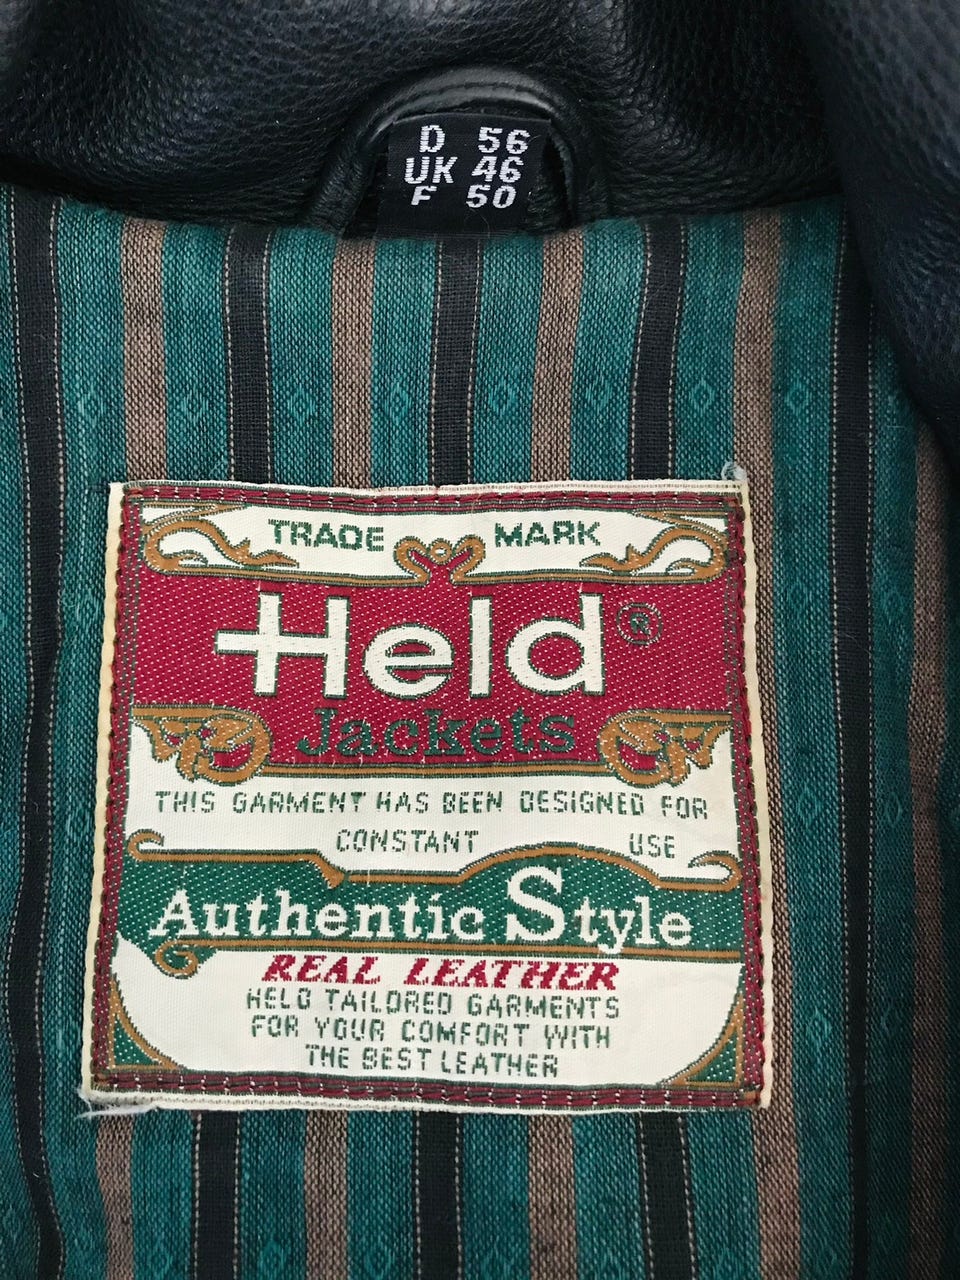 D 56
UK 46
F 50
TRADE MARK
Held ®
Jackets
THIS GARMENT HAS BEEN DESIGNED FOR
CONSTANT USE
Authentic Style
REAL LEATHER
HELD TAILORED GARMENTS
FOR YOUR COMFORT WITH
THE BEST LEATHER